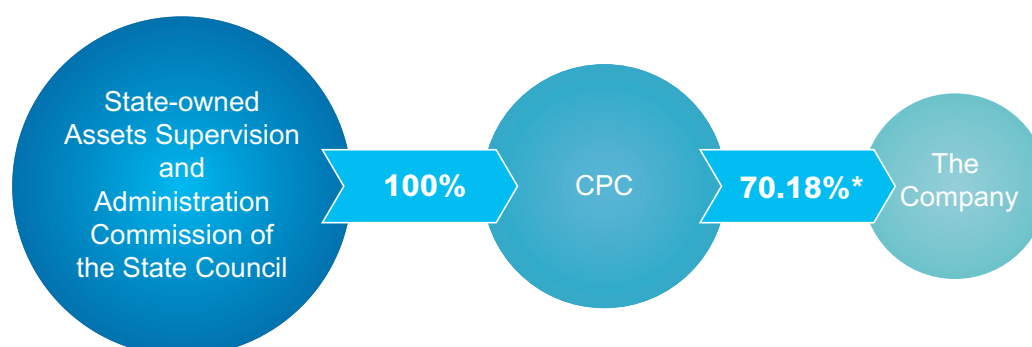 State-owned
Assets Supervision
and
Administration
Commission of
the State Council
100%
CPC
70.18%*
The
Company